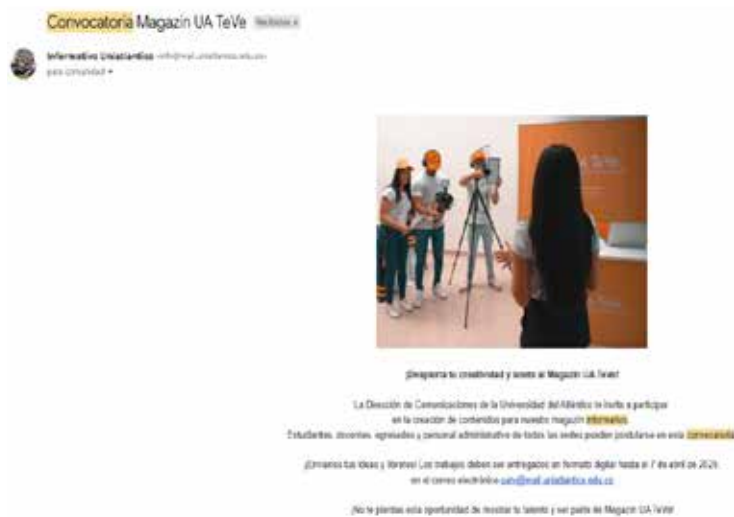 Convocatoria Magazín UA TeVe
Informativo Uniatlántico
para comunidad
UA TeVe
¡Despierta tu creatividad y únete al Magazín UA TeVe!
La Dirección de Comunicaciones de la Universidad del Atlántico te invita a participar
en la creación de contenidos para nuestro magazín informativo.
Estudiantes, docentes, egresados y personal administrativo de todas las sedes pueden postularse en esta convocatoria
¡Envíanos tus ideas y libretos! Los trabajos deben ser entregados en formato digital hasta el 7 de abril de
en el correo electrónico
¡No te pierdas esta oportunidad de mostrar tu talento y ser parte de Magazín UA TeVe!